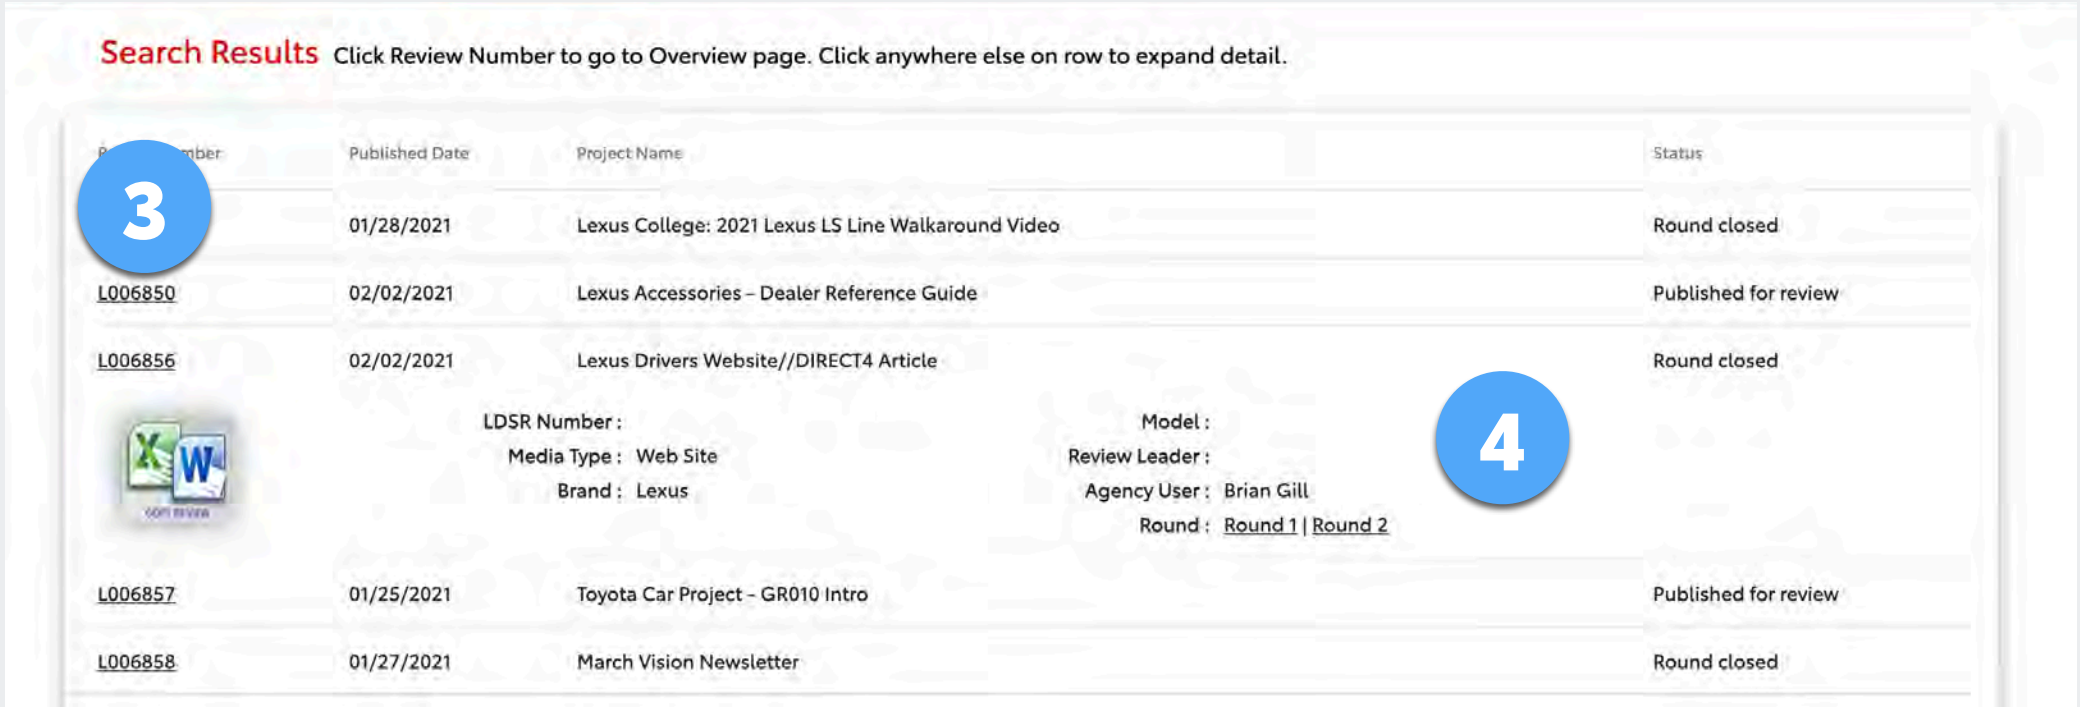 Search Results Click Review Number to go to Overview page. Click anywhere else on row to expand detail.
Published Date Project Name Status
3
01/28/2021 Lexus College: 2021 Lexus LS Line Walkaround Video Round closed
L006850 02/02/2021 Lexus Accessories – Dealer Reference Guide Published for review
L006856 02/02/2021 Lexus Drivers Website//DIRECT4 Article Round closed
LDSR Number : Model :
4
Media Type : Web Site Review Leader :
X W Brand : Lexus Agency User : Brian Gill
Round : Round 1 | Round 2
L006857 01/25/2021 Toyota Car Project – GR010 Intro Published for review
L006858 01/27/2021 March Vision Newsletter Round closed